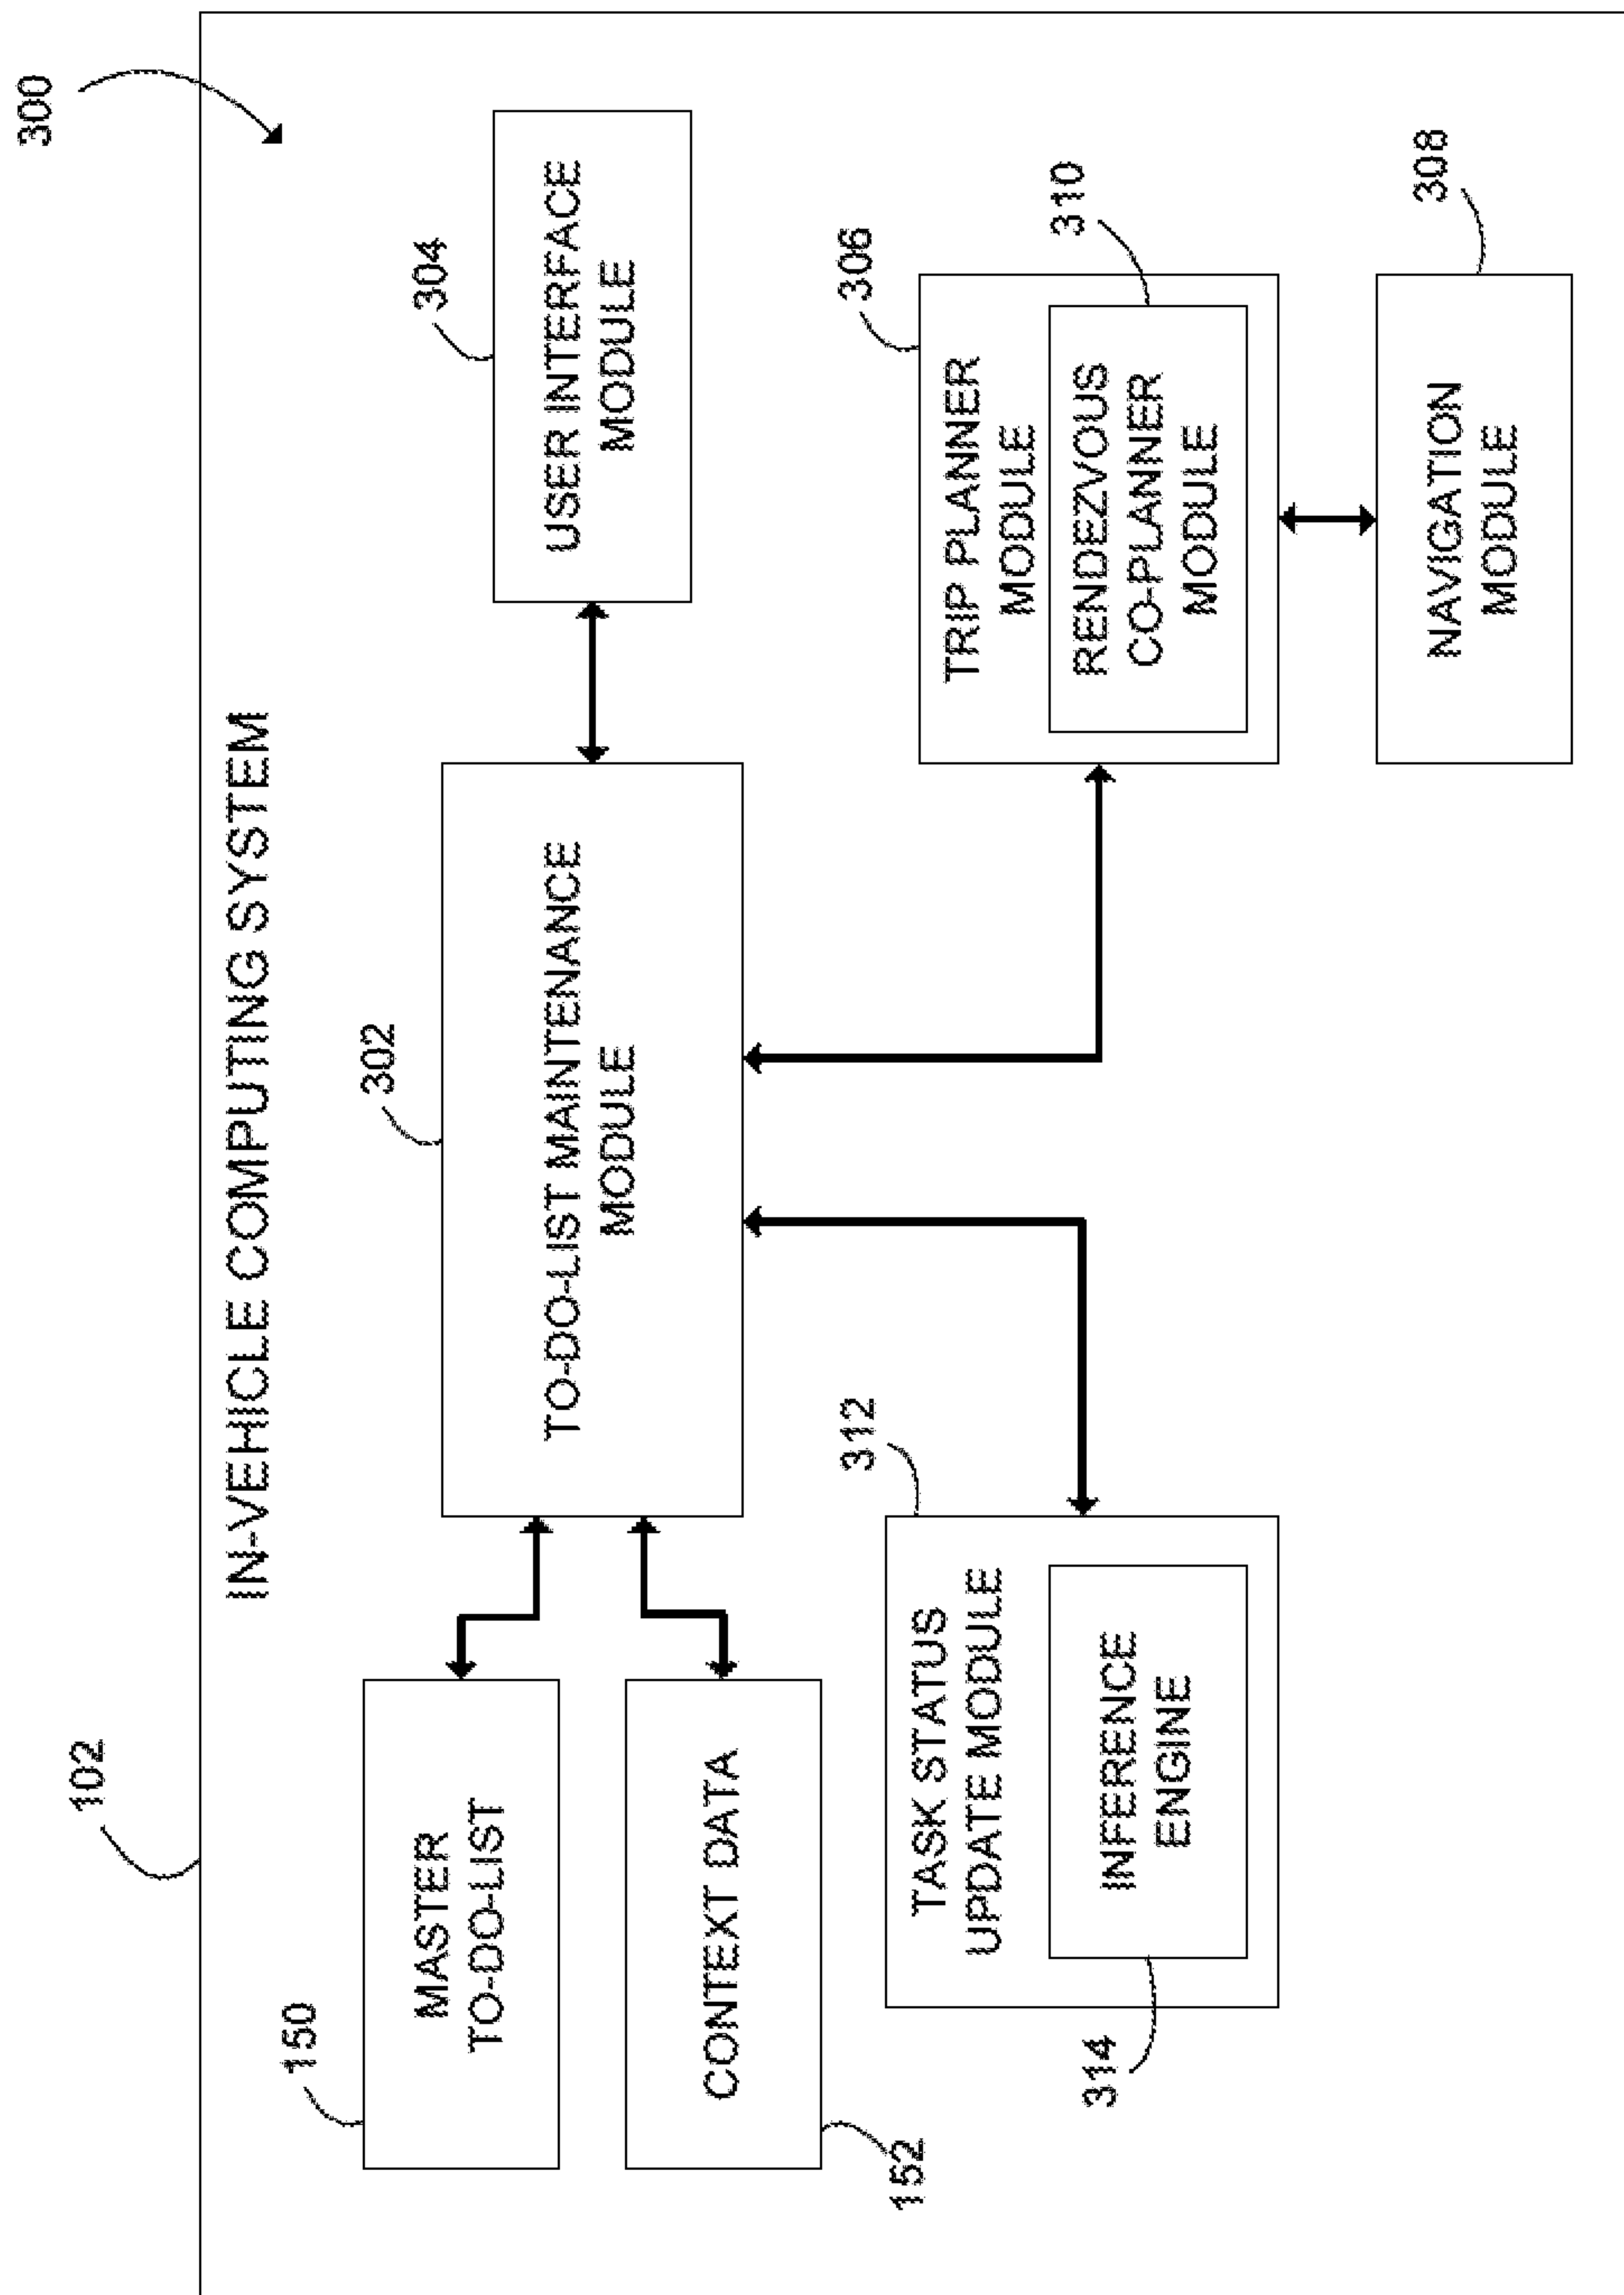 300
102
IN-VEHICLE COMPUTING SYSTEM
150
MASTER
TO-DO-LIST
152
CONTEXT DATA
302
TO-DO-LIST MAINTENANCE
MODULE
304
USER INTERFACE
MODULE
312
TASK STATUS
UPDATE MODULE
314
INFERENCE
ENGINE
306
TRIP PLANNER
MODULE
310
RENDEZVOUS
CO-PLANNER
MODULE
308
NAVIGATION
MODULE